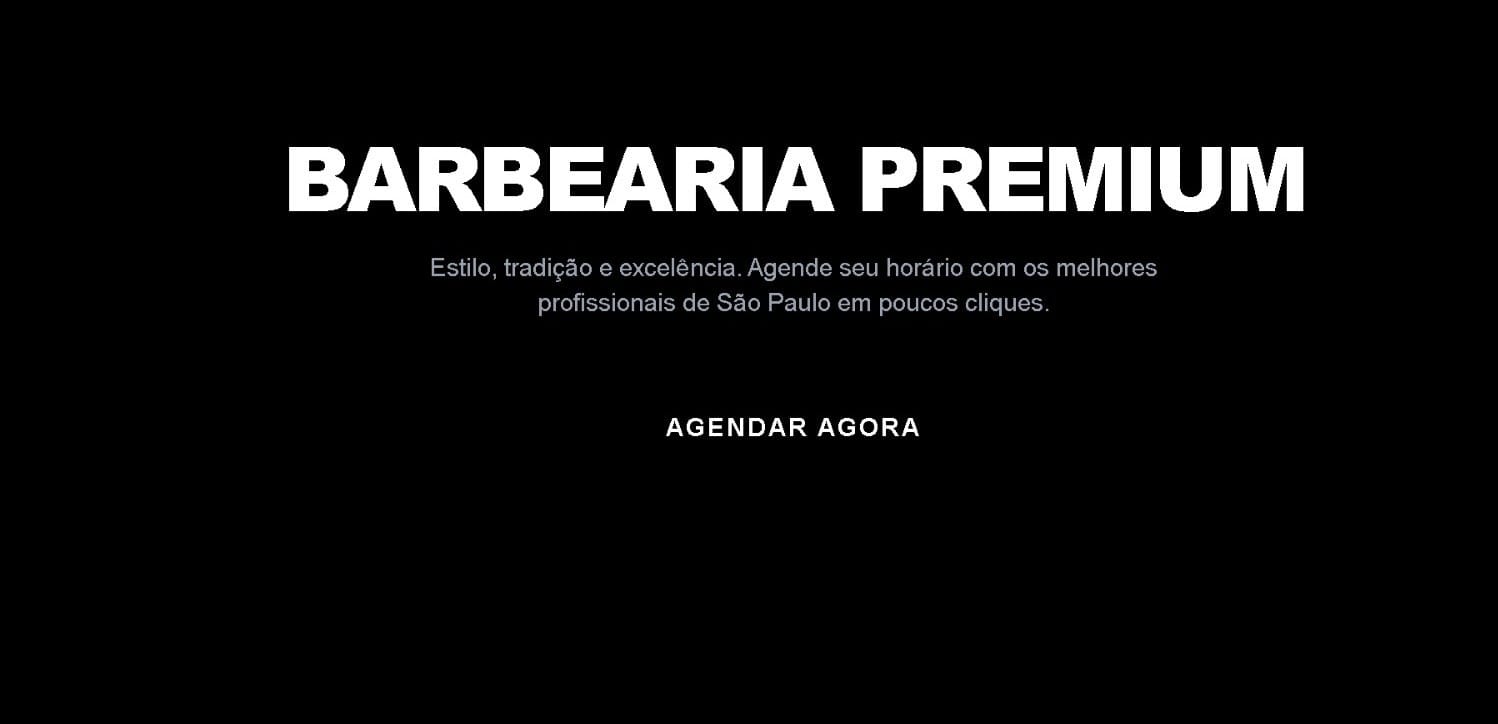 BARBEARIA PREMIUM
Estilo, tradição e excelência. Agende seu horário com os melhores
profissionais de São Paulo em poucos cliques.
AGENDAR AGORA